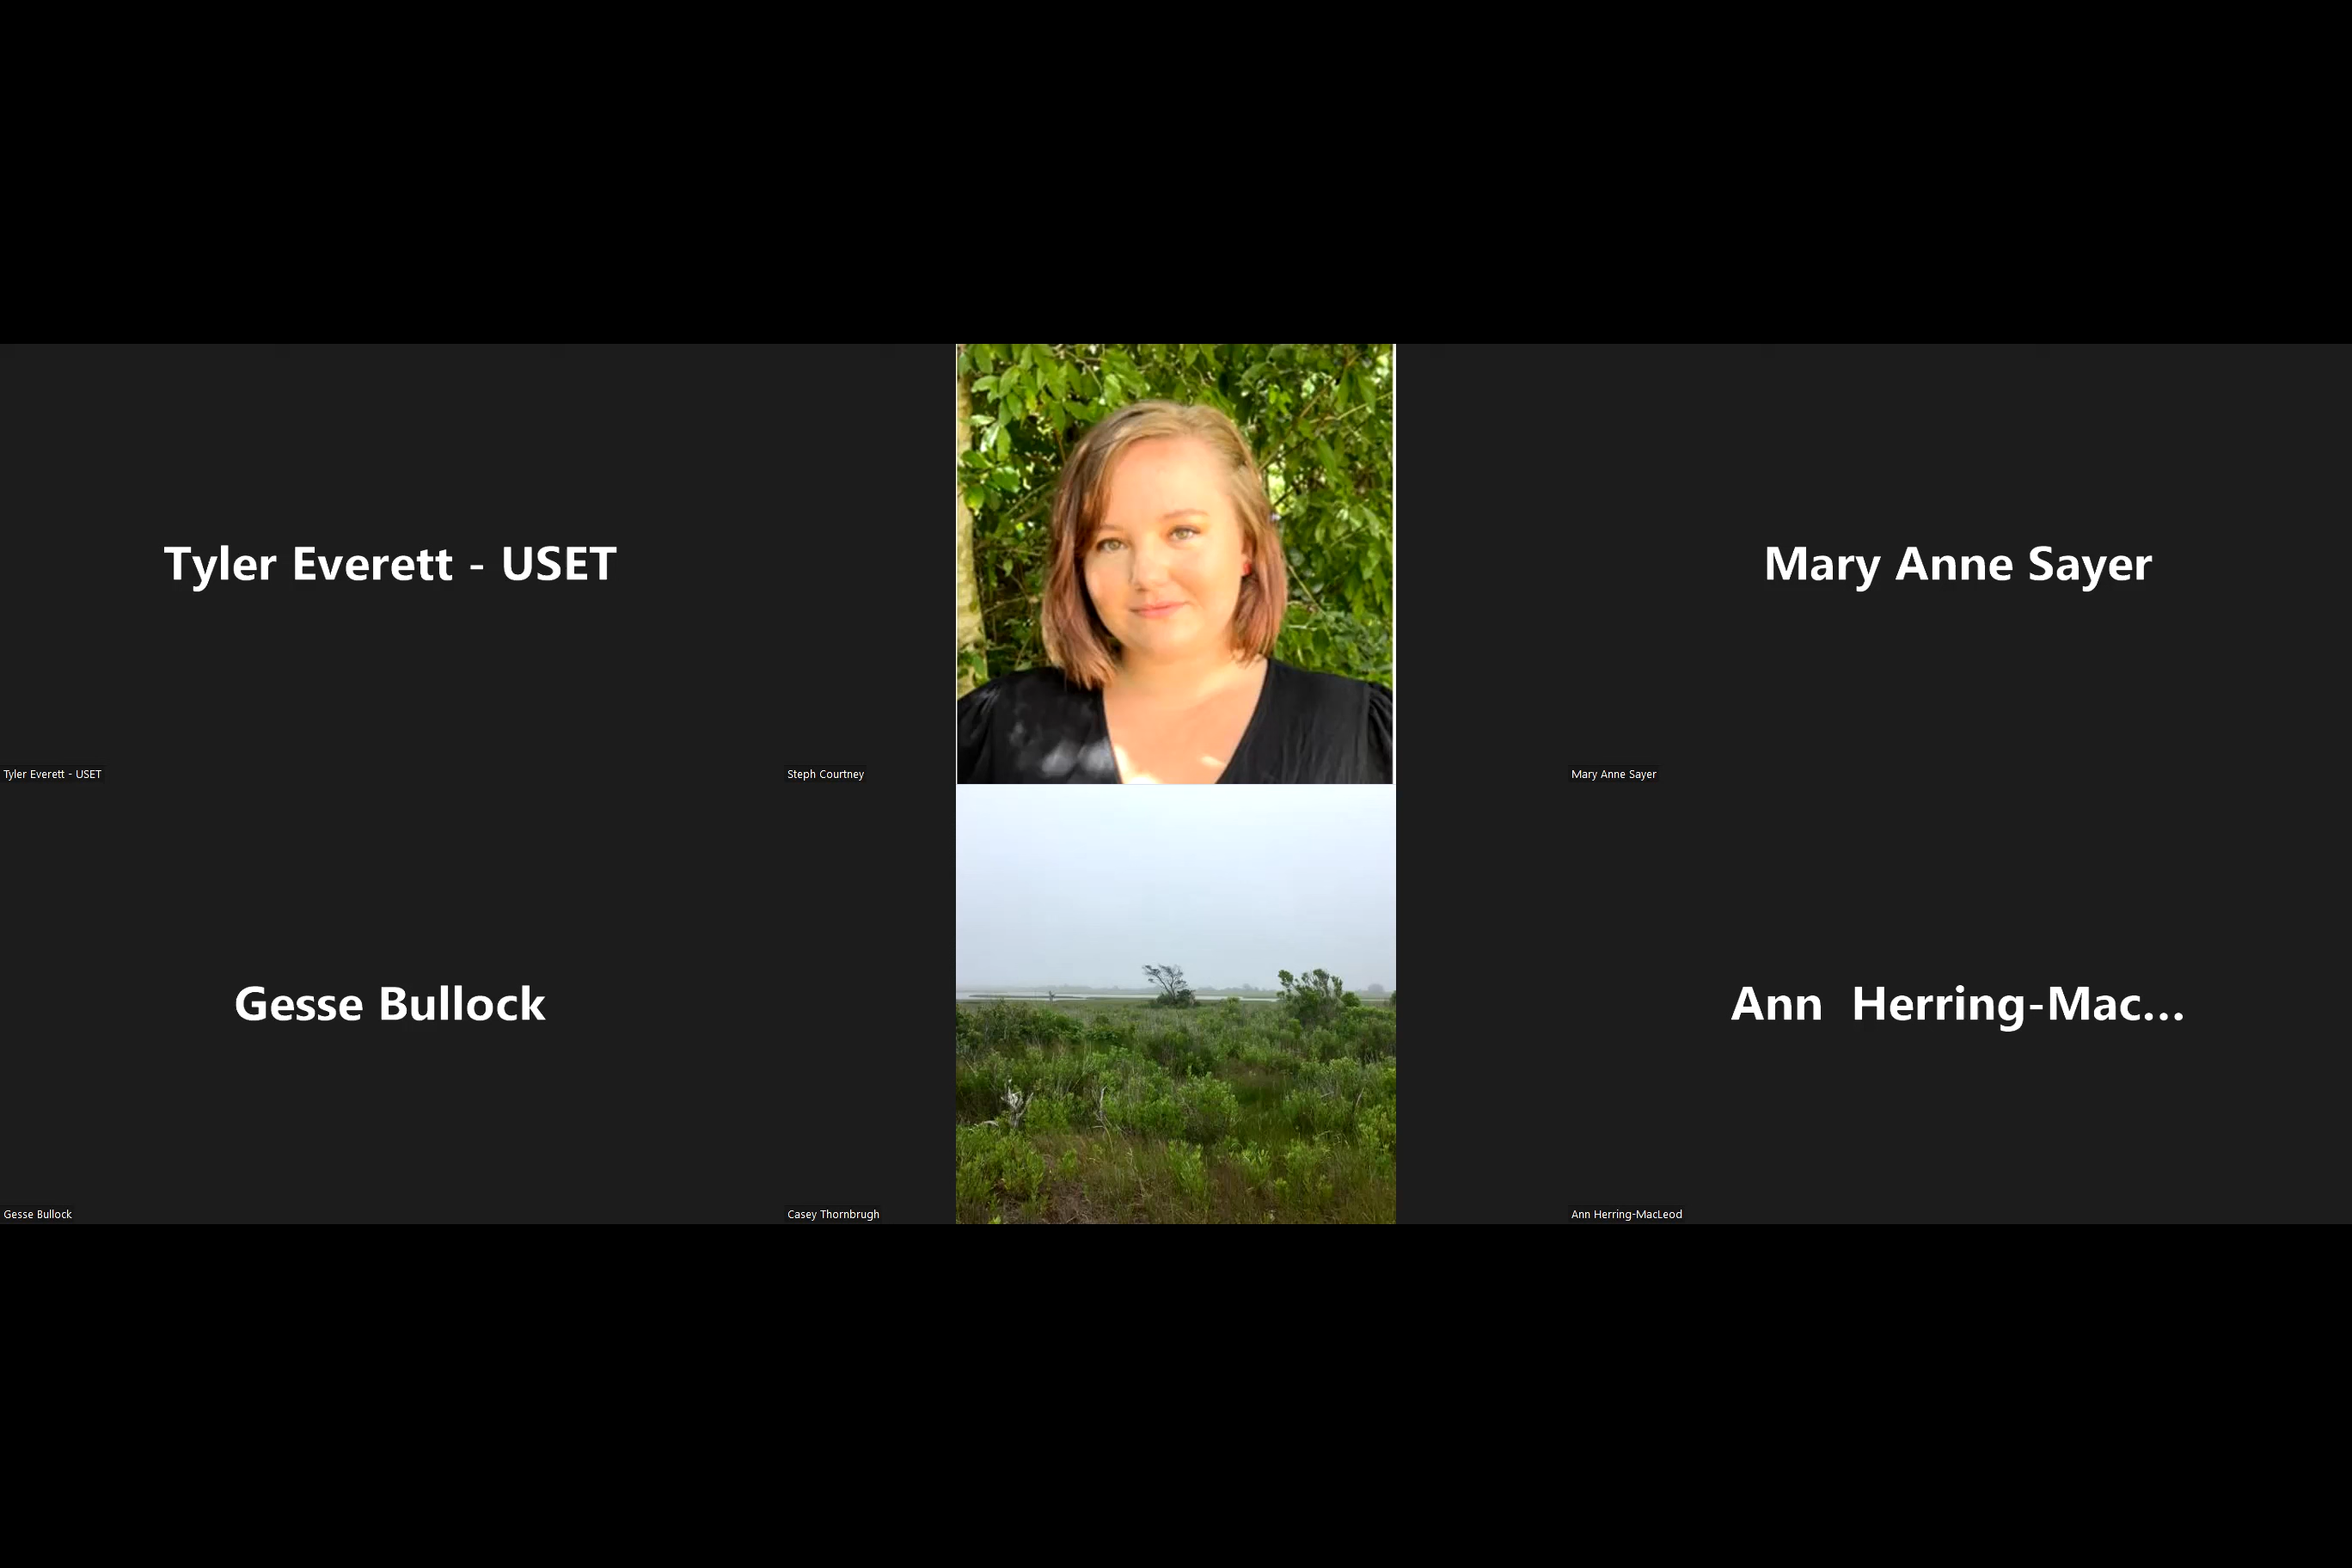 Tyler Everett - USET
Mary Anne Sayer
Tyler Everett - USET
Steph Courtney
Mary Anne Sayer
Gesse Bullock
Ann  Herring-Mac...
Gesse Bullock
Casey Thornbrugh
Ann Herring-MacLeod